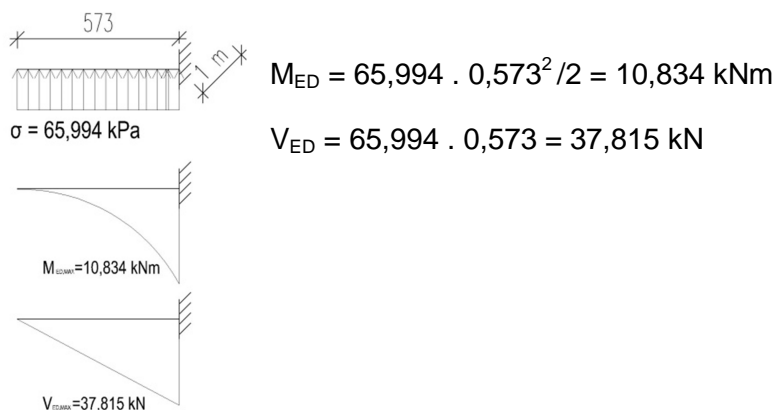 573
1 m
σ = 65,994 kPa
M_ED = 65,994 . 0,573²/2 = 10,834 kNm
V_ED = 65,994 . 0,573 = 37,815 kN
M_ED,MAX=10,834 kNm
V_ED,MAX=37,815 kN